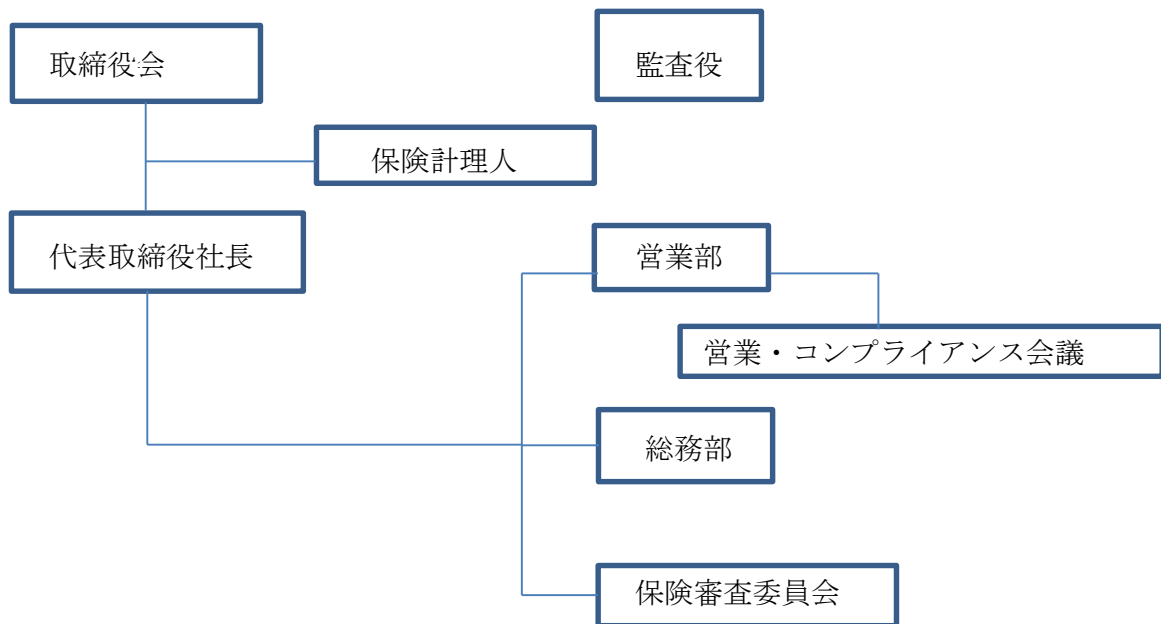 取締役会
監査役
保険計理人
代表取締役社長
営業部
営業・コンプライアンス会議
総務部
保険審査委員会